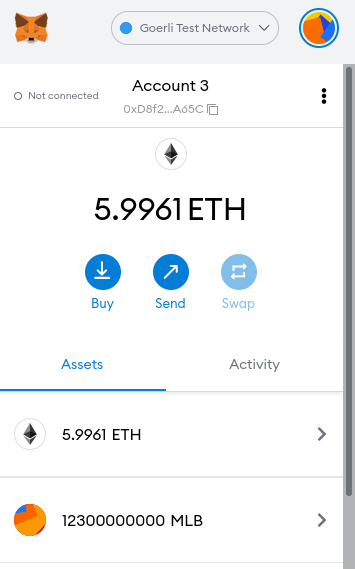 Goerli Test Network
Not connected
Account 3
0xD8f2...A65C
5.9961 ETH
Buy
Send
Swap
Assets
Activity
5.9961 ETH
12300000000 MLB